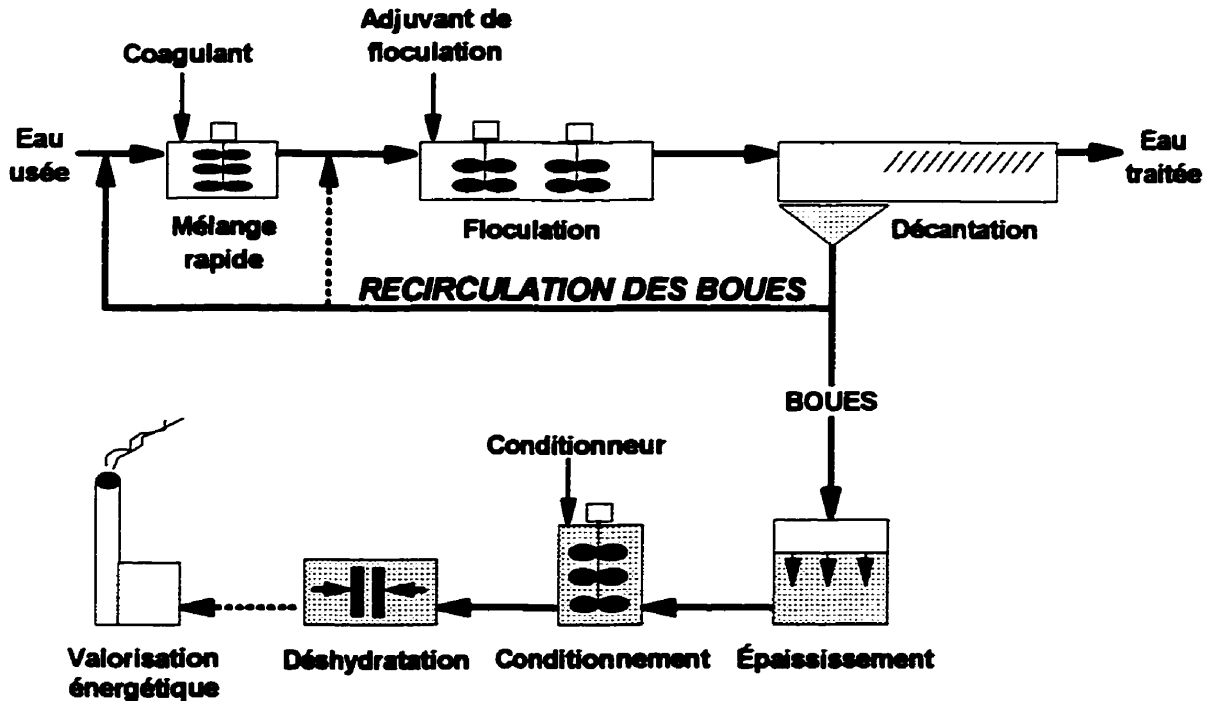 Coagulant
Adjuvant de
floculation
Eau
usée
Eau
traitée
Mélange
rapide
Floculation
Décantation
RECIRCULATION DES BOUES
BOUES
Conditionneur
Valorisation
énergétique
Déshydratation
Conditionnement
Épaississement